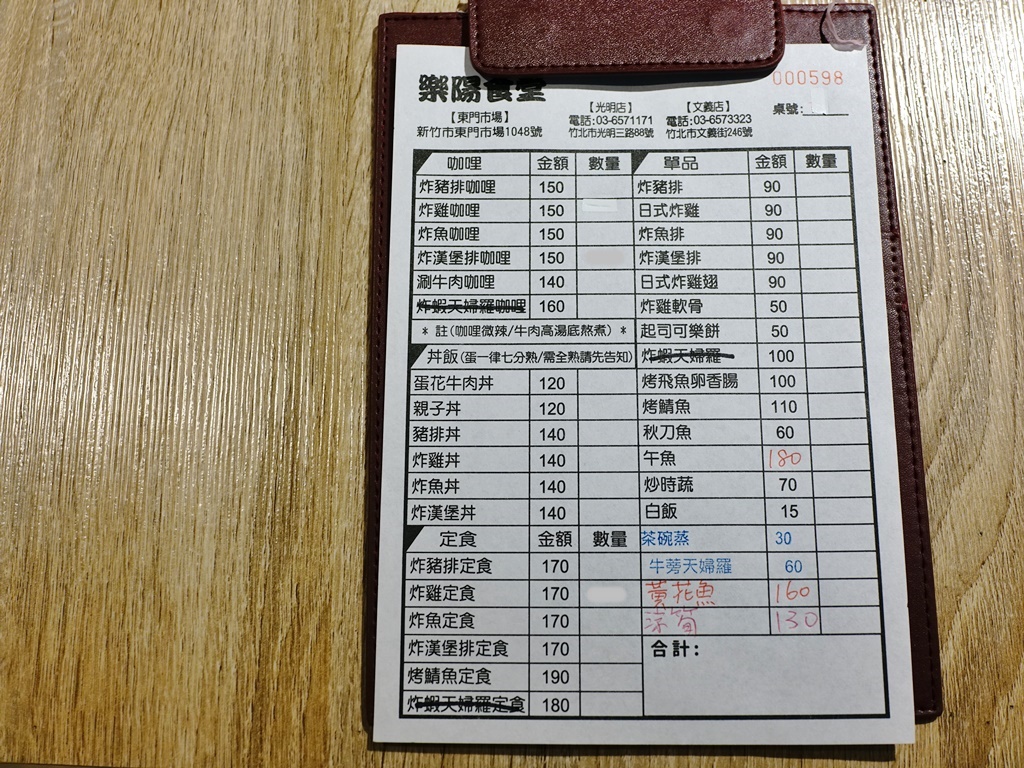 樂陽食堂
000598
【東門市場】
新竹市東門市場1048號
【光明店】
電話:03-6571171
竹北市光明三路88號
【文義店】
電話:03-6573323
竹北市文義街246號
桌號:
咖哩 金額 數量
炸豬排咖哩 150
炸雞咖哩 150
炸魚咖哩 150
炸漢堡排咖哩 150
涮牛肉咖哩 140
炸蝦天婦羅咖哩 160
* 註(咖哩微辣/牛肉高湯底熬煮) *
丼飯(蛋一律七分熟/需全熟請先告知)
蛋花牛肉丼 120
親子丼 120
豬排丼 140
炸雞丼 140
炸魚丼 140
炸漢堡丼 140
定食 金額 數量
炸豬排定食 170
炸雞定食 170
炸魚定食 170
炸漢堡排定食 170
烤鯖魚定食 190
炸蝦天婦羅定食 180
單品 金額 數量
炸豬排 90
日式炸雞 90
炸魚排 90
炸漢堡排 90
日式炸雞翅 90
炸雞軟骨 50
起司可樂餅 50
炸蝦天婦羅 100
烤飛魚卵香腸 100
烤鯖魚 110
秋刀魚 60
午魚 180
炒時蔬 70
白飯 15
茶碗蒸 30
牛蒡天婦羅 60
黃花魚 160
涼筍 130
合計: